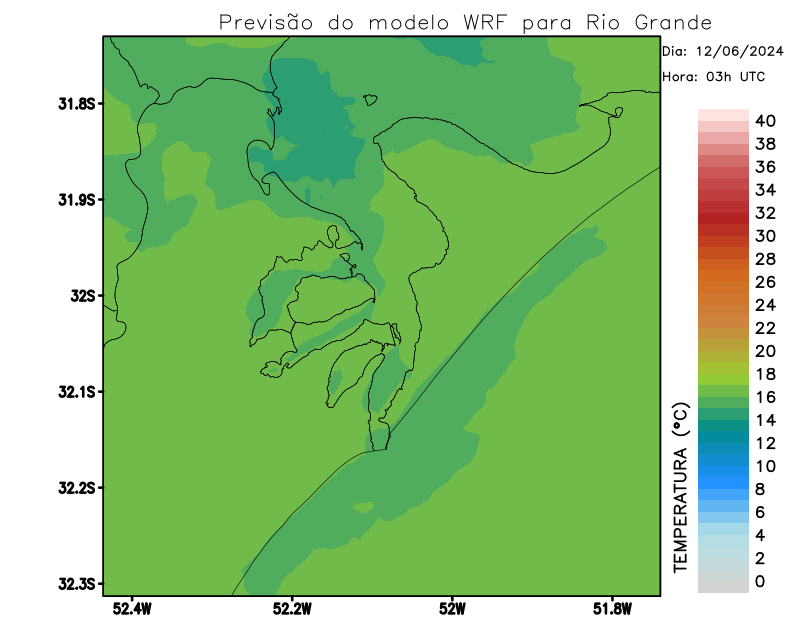 Previsão do modelo WRF para Rio Grande
Dia: 12/06/2024
Hora: 03h UTC
31.8S
31.9S
32S
32.1S
32.2S
32.3S
52.4W
52.2W
52W
51.8W
TEMPERATURA (ºC)
40
38
36
34
32
30
28
26
24
22
20
18
16
14
12
10
8
6
4
2
0